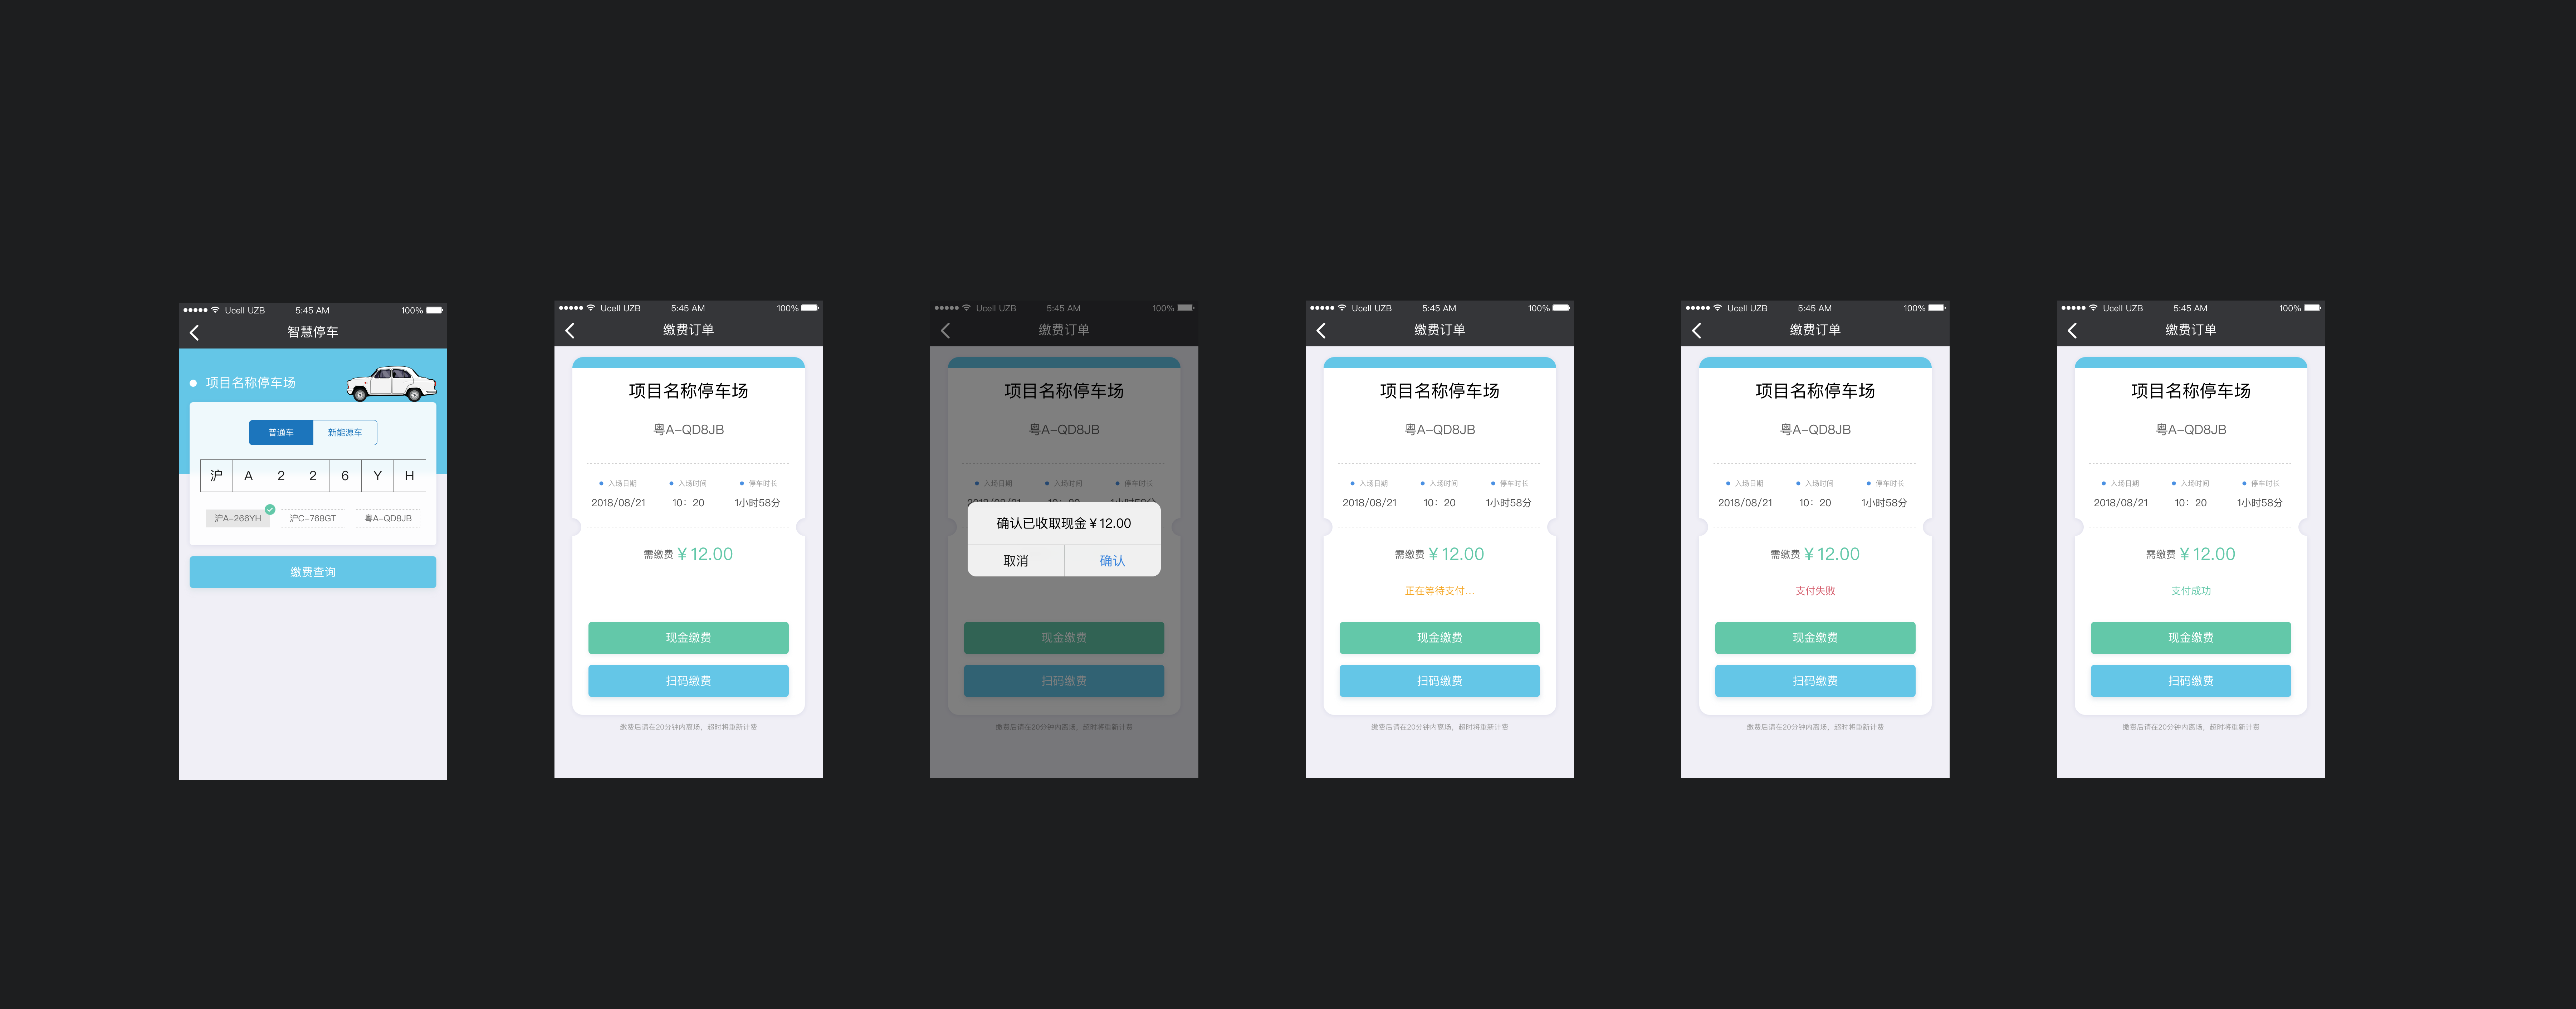 Ucell UZB 5:45 AM 100%
智慧停车
项目名称停车场
普通车 新能源车
沪 A 2 2 6 Y H
沪A-266YH 沪C-768GT 粤A-QD8JB
缴费查询
Ucell UZB 5:45 AM 100%
缴费订单
项目名称停车场
粤A-QD8JB
入场日期 入场时间 停车时长
2018/08/21 10：20 1小时58分
需缴费￥12.00
现金缴费
扫码缴费
缴费后请在20分钟内离场，超时将重新计费
Ucell UZB 5:45 AM 100%
缴费订单
项目名称停车场
粤A-QD8JB
入场日期 入场时间 停车时长
2018/08/21 10：20 1小时58分
确认已收取现金￥12.00
取消 确认
现金缴费
扫码缴费
缴费后请在20分钟内离场，超时将重新计费
Ucell UZB 5:45 AM 100%
缴费订单
项目名称停车场
粤A-QD8JB
入场日期 入场时间 停车时长
2018/08/21 10：20 1小时58分
需缴费￥12.00
正在等待支付...
现金缴费
扫码缴费
缴费后请在20分钟内离场，超时将重新计费
Ucell UZB 5:45 AM 100%
缴费订单
项目名称停车场
粤A-QD8JB
入场日期 入场时间 停车时长
2018/08/21 10：20 1小时58分
需缴费￥12.00
支付失败
现金缴费
扫码缴费
缴费后请在20分钟内离场，超时将重新计费
Ucell UZB 5:45 AM 100%
缴费订单
项目名称停车场
粤A-QD8JB
入场日期 入场时间 停车时长
2018/08/21 10：20 1小时58分
需缴费￥12.00
支付成功
现金缴费
扫码缴费
缴费后请在20分钟内离场，超时将重新计费